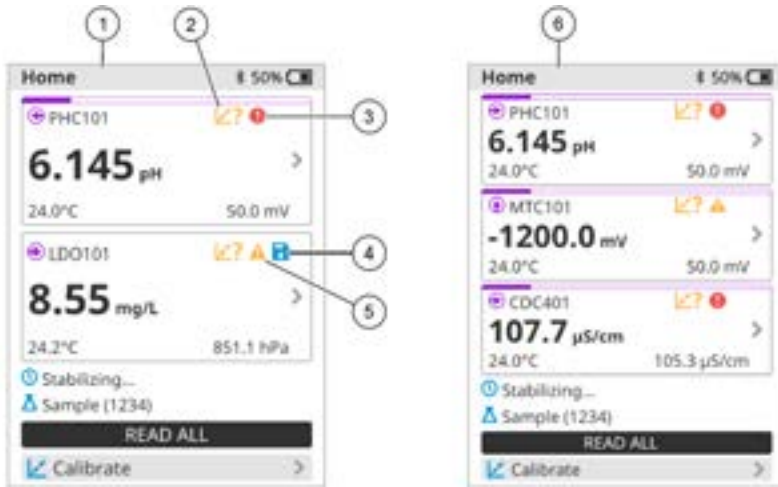 1
2
Home
50%
PHC101
?
3
6.145 pH
24.0°C
50.0 mV
LDO101
?
4
5
8.55 mg/L
24.2°C
851.1 hPa
Stabilizing...
Sample (1234)
READ ALL
Calibrate
6
Home
50%
PHC101
?
6.145 pH
24.0°C
50.0 mV
MTC101
?
-1200.0 mV
24.0°C
50.0 mV
CDC401
?
107.7 µS/cm
24.0°C
105.3 µS/cm
Stabilizing...
Sample (1234)
READ ALL
Calibrate